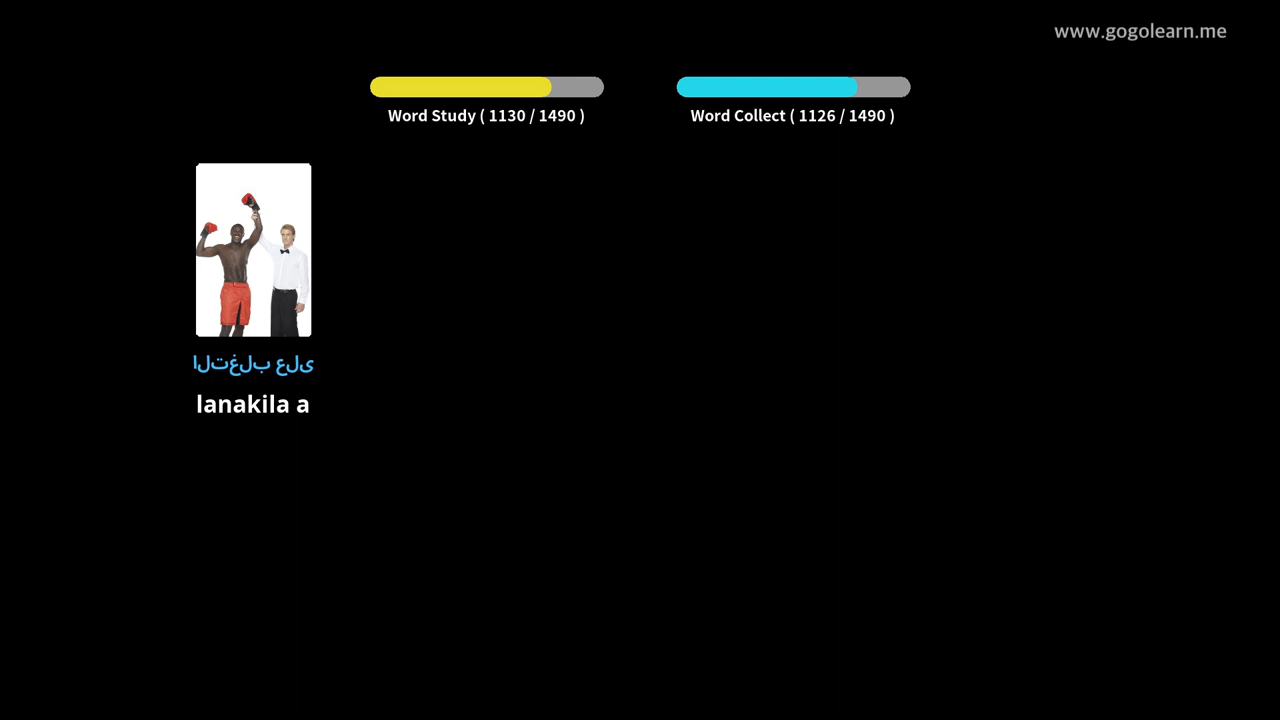 www.gogolearn.me
Word Study ( 1130 / 1490 )
Word Collect ( 1126 / 1490 )
التغلب على
lanakila a